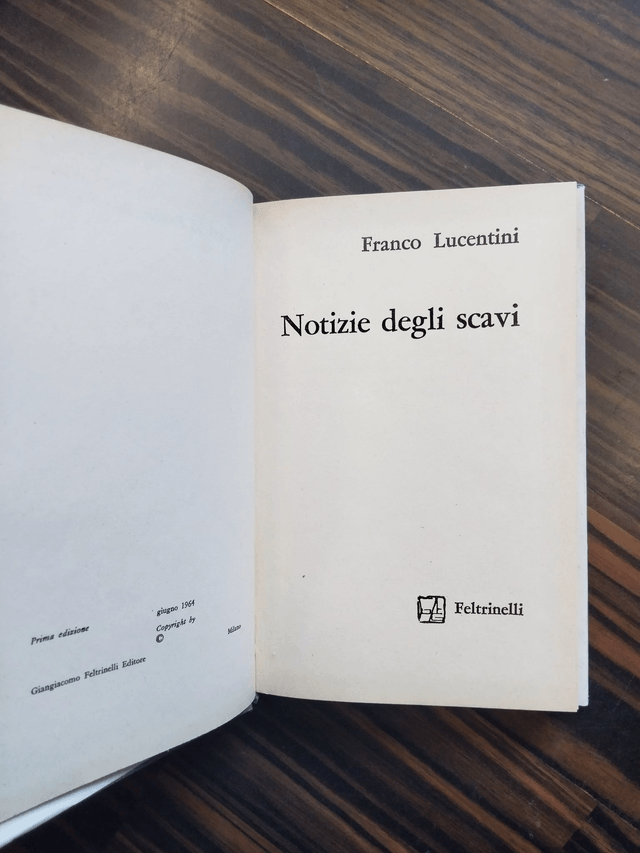 Prima edizione giugno 1964
Copyright by
©
Giangiacomo Feltrinelli Editore Milano
Franco Lucentini
Notizie degli scavi
Feltrinelli